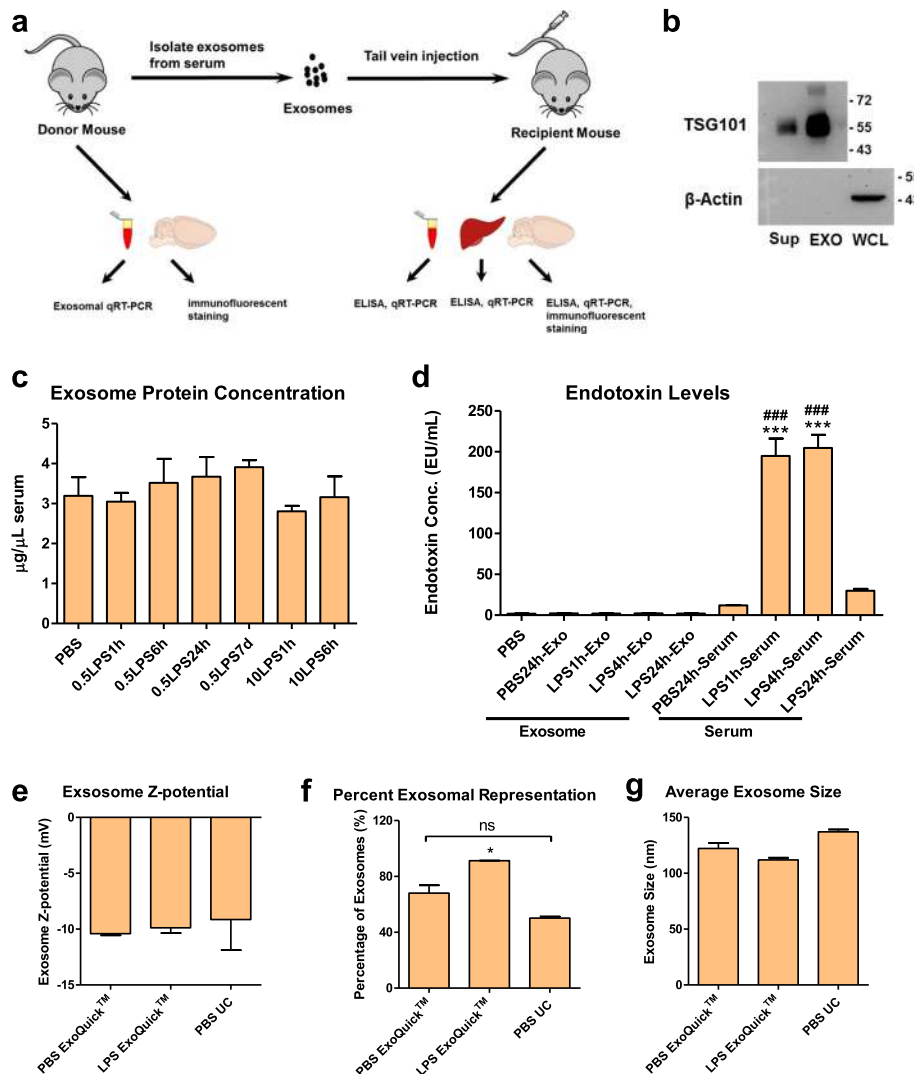 a
Isolate exosomes
from serum
Tail vein injection
Exosomes
Donor Mouse
Recipient Mouse
Exosomal qRT-PCR
immunofluorescent
staining
ELISA, qRT-PCR
ELISA, qRT-PCR
ELISA, qRT-PCR,
immunofluorescent
staining
b
TSG101
- 72
- 55
- 43
β-Actin
- 55
- 43
Sup EXO WCL
c
Exosome Protein Concentration
μg/μL serum
5
4
3
2
1
0
PBS
0.5LPS1h
0.5LPS6h
0.5LPS24h
0.5LPS7d
10LPS1h
10LPS6h
d
Endotoxin Levels
Endotoxin Conc. (EU/mL)
250
200
150
100
50
0
###
***
###
***
PBS
PBS24h-Exo
LPS1h-Exo
LPS4h-Exo
LPS24h-Exo
PBS24h-Serum
LPS1h-Serum
LPS4h-Serum
LPS24h-Serum
Exosome
Serum
e
Exsosome Z-potential
Exosome Z-potential (mV)
0
-5
-10
-15
PBS ExoQuick™
LPS ExoQuick™
PBS UC
f
Percent Exosomal Representation
Percentage of Exosomes (%)
120
80
40
0
ns
*
PBS ExoQuick™
LPS ExoQuick™
PBS UC
g
Average Exosome Size
Exosome Size (nm)
150
100
50
0
PBS ExoQuick™
LPS ExoQuick™
PBS UC